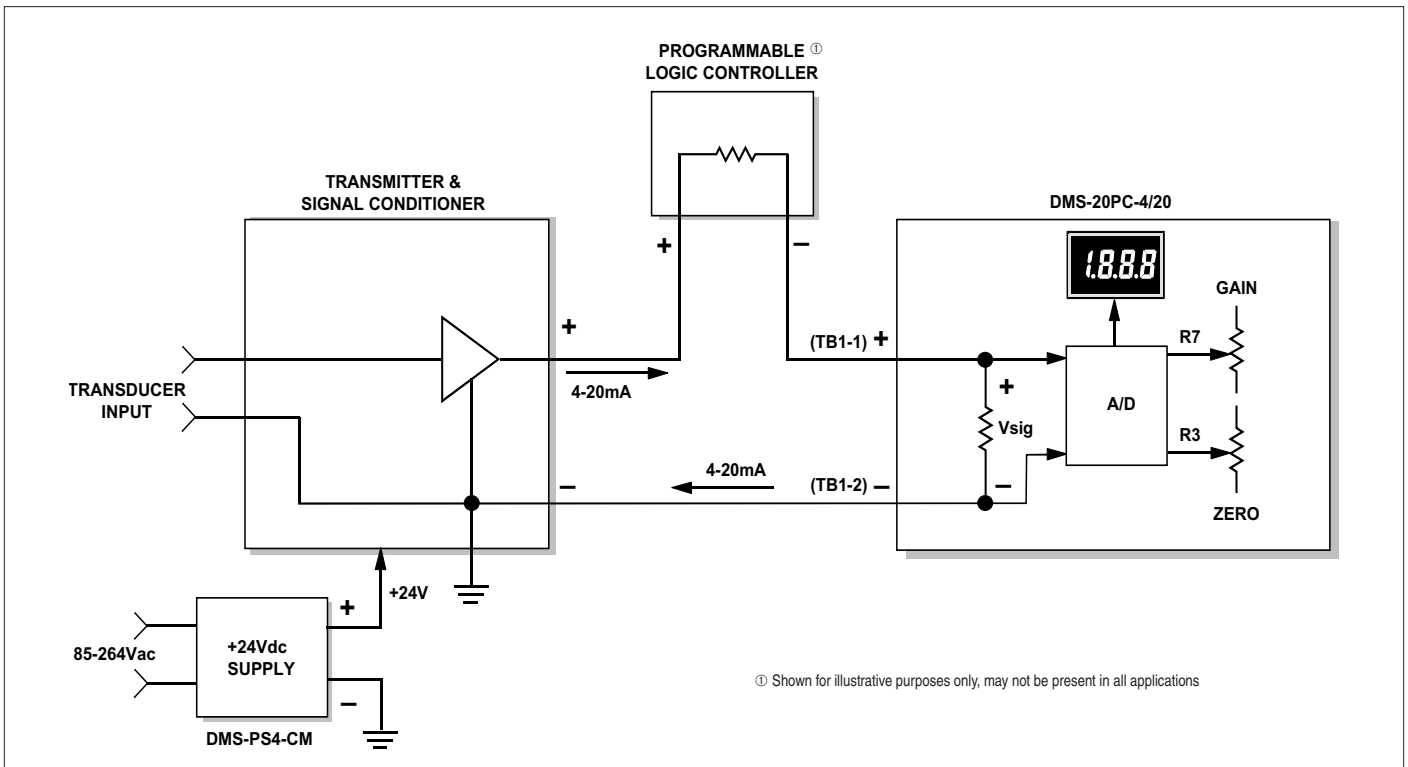 PROGRAMMABLE ①
LOGIC CONTROLLER
TRANSMITTER &
SIGNAL CONDITIONER
DMS-20PC-4/20
+
−
1.8.8.8
GAIN
+
(TB1-1) +
R7
TRANSDUCER
INPUT
4-20mA
+
Vsig
A/D
R3
4-20mA
−
(TB1-2) −
−
ZERO
+24V
+
85-264Vac
+24Vdc
SUPPLY
−
DMS-PS4-CM
① Shown for illustrative purposes only, may not be present in all applications